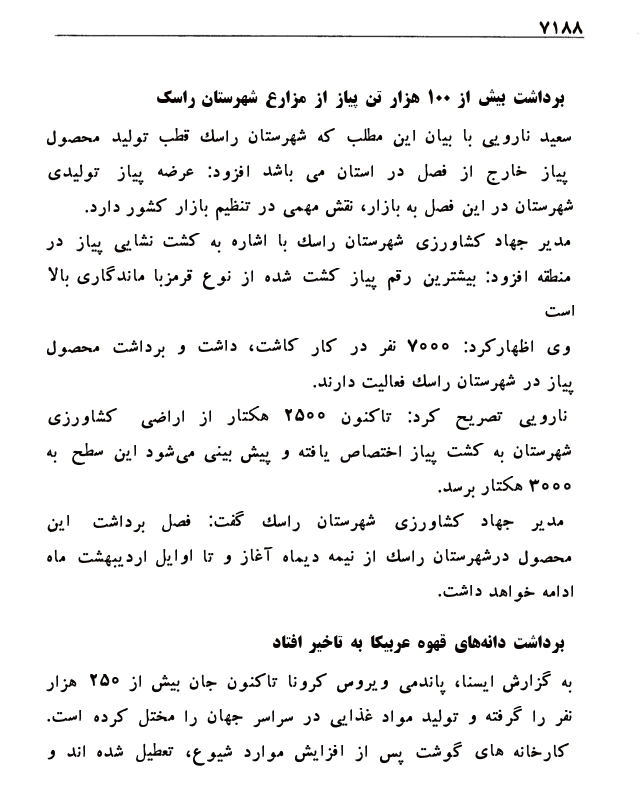 ۷۱۸۸
برداشت بیش از ۱۰۰ هزار تن پیاز از مزارع شهرستان راسک
سعید نارویی با بیان این مطلب که شهرستان راسك قطب تولید محصول
پیاز خارج از فصل در استان می باشد افزود: عرضه پیاز تولیدی
شهرستان در این فصل به بازار، نقش مهمی در تنظیم بازار کشور دارد.
مدیر جهاد کشاورزی شهرستان راسك با اشاره به کشت نشایی پیاز در
منطقه افزود: بیشترین رقم پیاز کشت شده از نوع قرمزبا ماندگاری بالا
است
وی اظهارکرد: ۷۰۰۰ نفر در کار کاشت، داشت و برداشت محصول
پیاز در شهرستان راسك فعالیت دارند.
نارویی تصریح کرد: تاکنون ۲۵۰۰ هکتار از اراضی کشاورزی
شهرستان به کشت پیاز اختصاص یافته و پیش بینی می‌شود این سطح به
۳۰۰۰ هکتار برسد.
مدیر جهاد کشاورزی شهرستان راسك گفت: فصل برداشت این
محصول درشهرستان راسك از نیمه دیماه آغاز و تا اوایل اردیبهشت ماه
ادامه خواهد داشت.
برداشت دانه‌های قهوه عربیکا به تاخیر افتاد
به گزارش ایسنا، پاندمی ویروس کرونا تاکنون جان بیش از ۲۵۰ هزار
نفر را گرفته و تولید مواد غذایی در سراسر جهان را مختل کرده است.
کارخانه های گوشت پس از افزایش موارد شیوع، تعطیل شده اند و